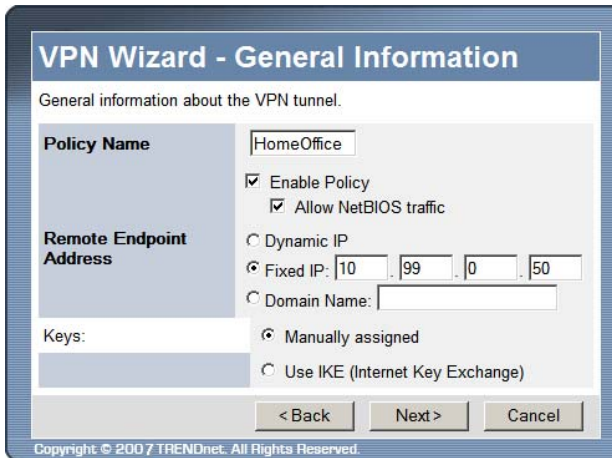 VPN Wizard - General Information
General information about the VPN tunnel.
Policy Name HomeOffice
Enable Policy
Allow NetBIOS traffic
Remote Endpoint Address
Dynamic IP
Fixed IP: 10 . 99 . 0 . 50
Domain Name:
Keys: Manually assigned
Use IKE (Internet Key Exchange)
< Back Next > Cancel
Copyright © 2007 TRENDnet. All Rights Reserved.